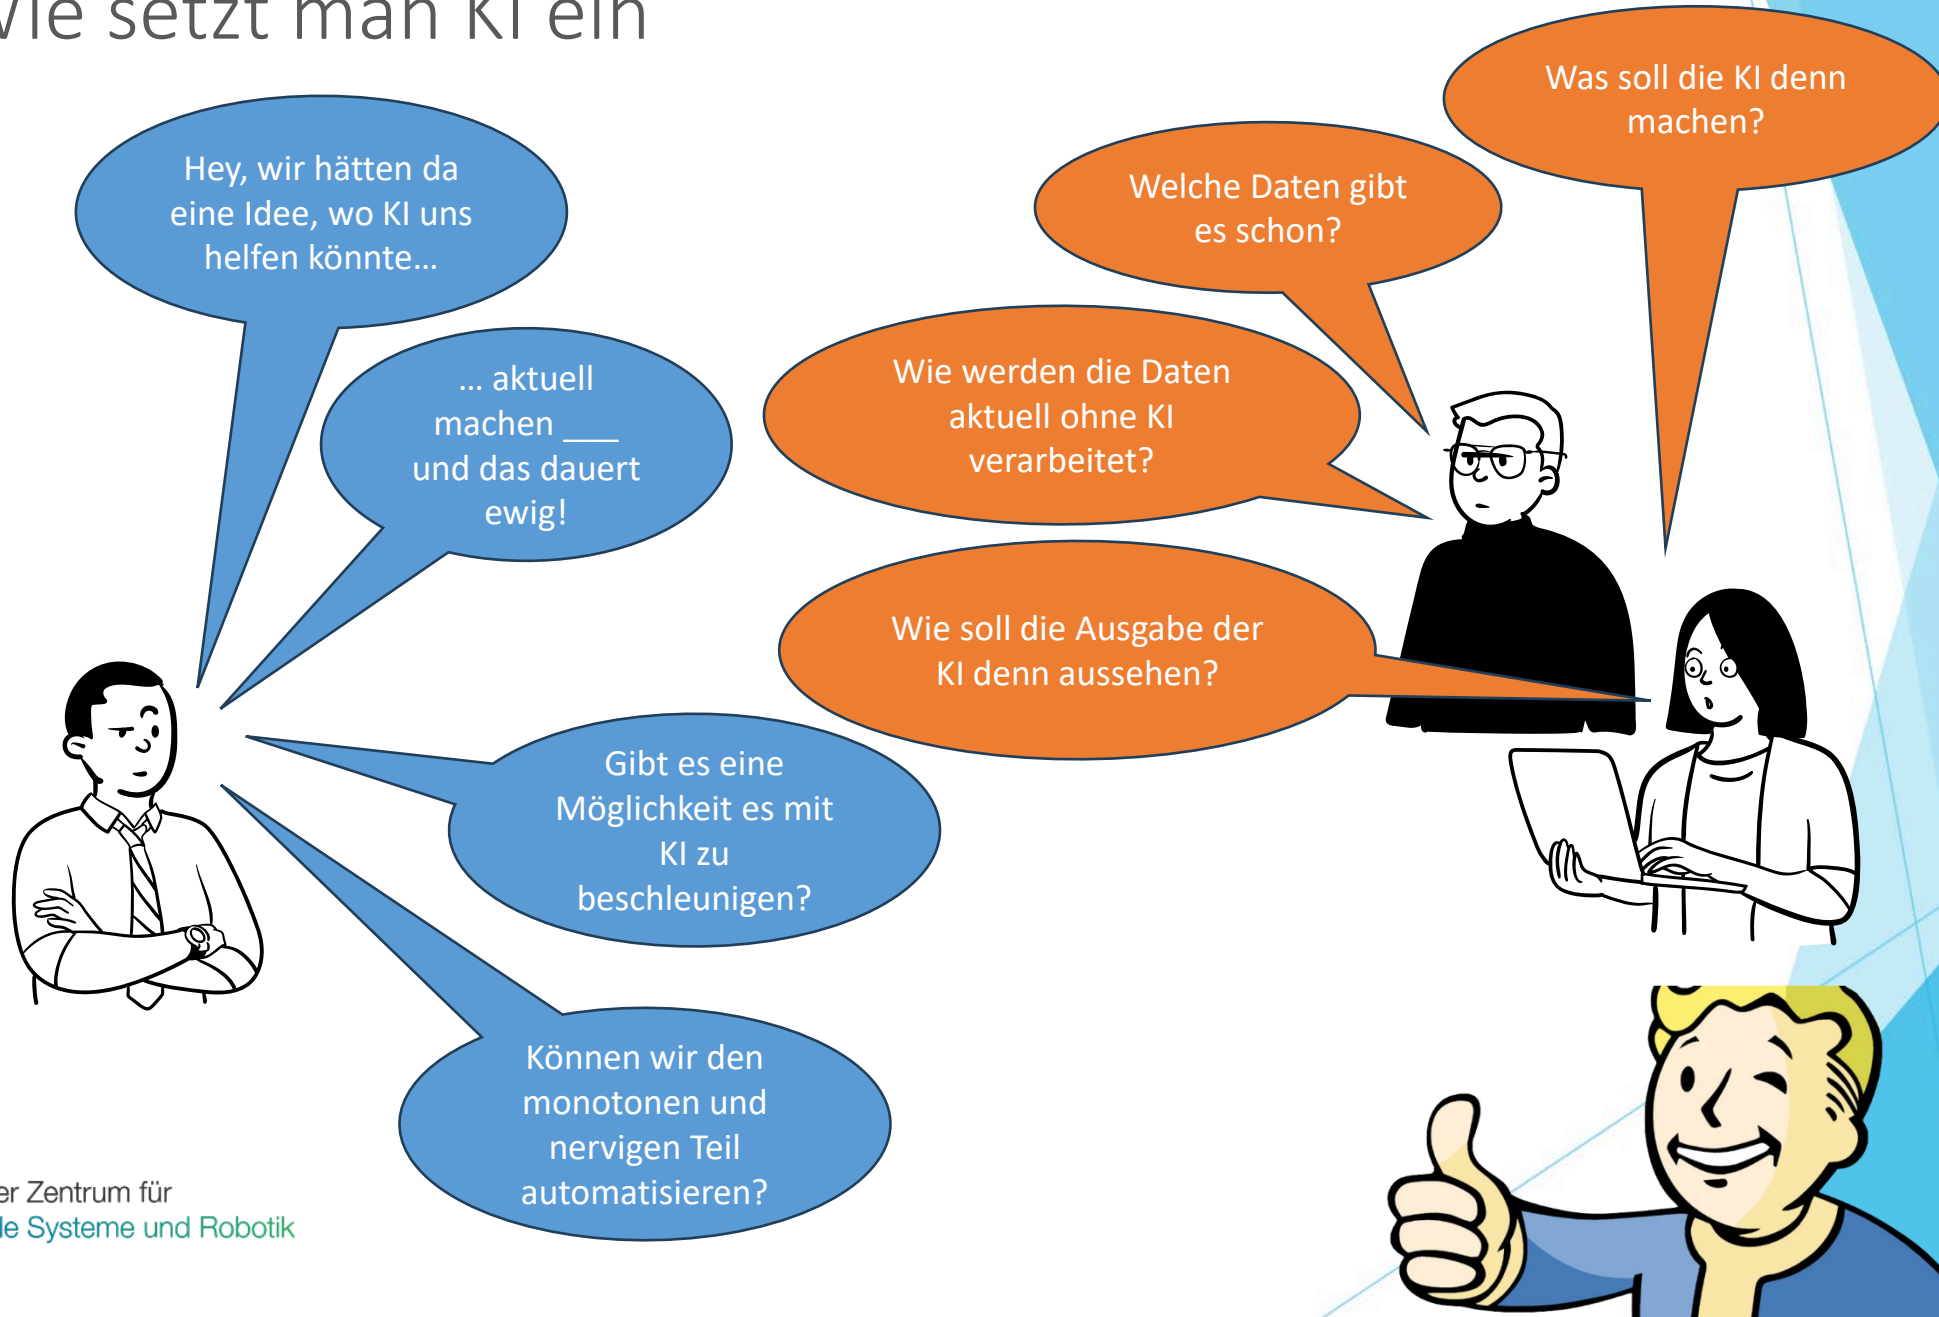 setzt man KI ein
Hey, wir hätten da
eine Idee, wo KI uns
helfen könnte…
… aktuell
machen ___
und das dauert
ewig!
Gibt es eine
Möglichkeit es mit
KI zu
beschleunigen?
Können wir den
monotonen und
nervigen Teil
automatisieren?
Was soll die KI denn
machen?
Welche Daten gibt
es schon?
Wie werden die Daten
aktuell ohne KI
verarbeitet?
Wie soll die Ausgabe der
KI denn aussehen?
Zentrum für
Systeme und Robotik